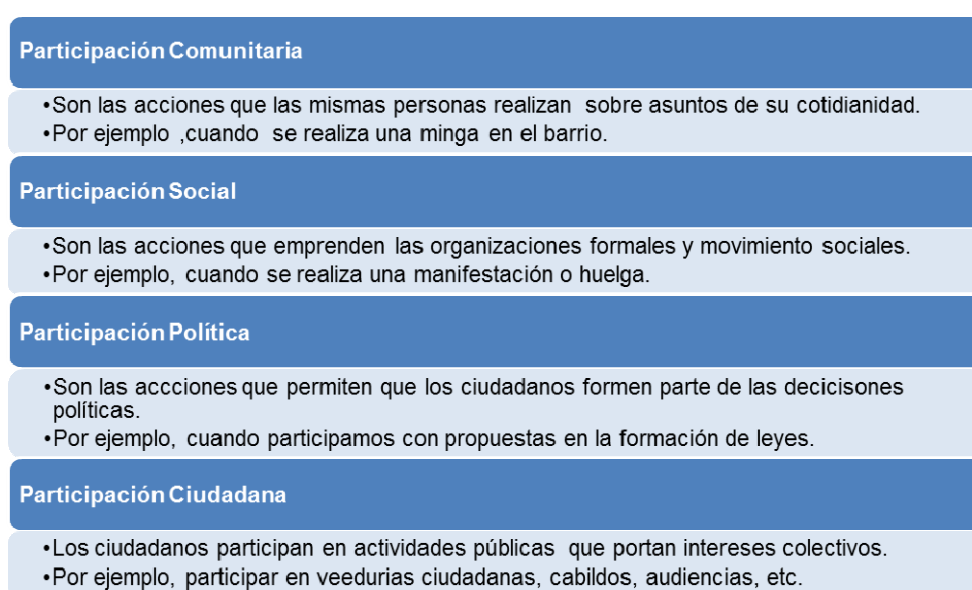 Participación Comunitaria
•Son las acciones que las mismas personas realizan sobre asuntos de su cotidianidad.
•Por ejemplo ,cuando se realiza una minga en el barrio.
Participación Social
•Son las acciones que emprenden las organizaciones formales y movimiento sociales.
•Por ejemplo, cuando se realiza una manifestación o huelga.
Participación Política
•Son las accciones que permiten que los ciudadanos formen parte de las decicisones
políticas.
•Por ejemplo, cuando participamos con propuestas en la formación de leyes.
Participación Ciudadana
•Los ciudadanos participan en actividades públicas que portan intereses colectivos.
•Por ejemplo, participar en veedurias ciudadanas, cabildos, audiencias, etc.